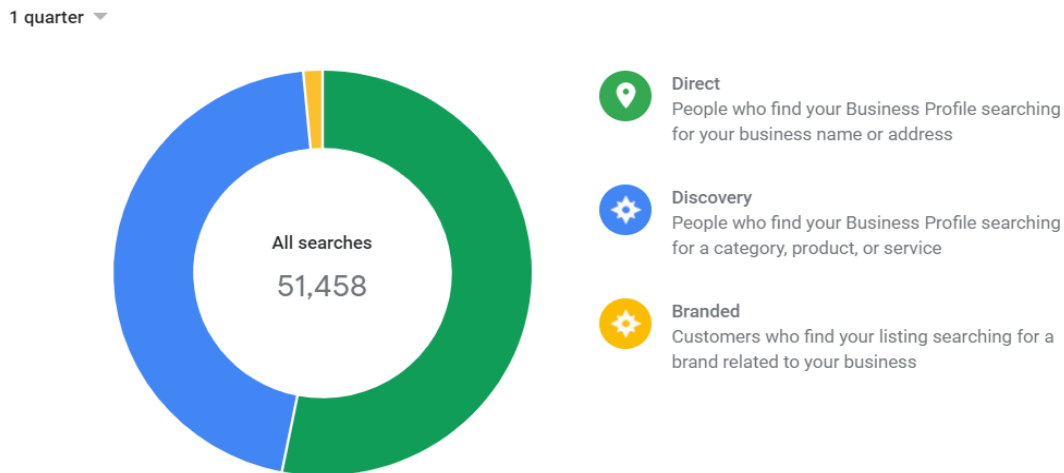 1 quarter
All searches
51,458
Direct
People who find your Business Profile searching
for your business name or address
Discovery
People who find your Business Profile searching
for a category, product, or service
Branded
Customers who find your listing searching for a
brand related to your business